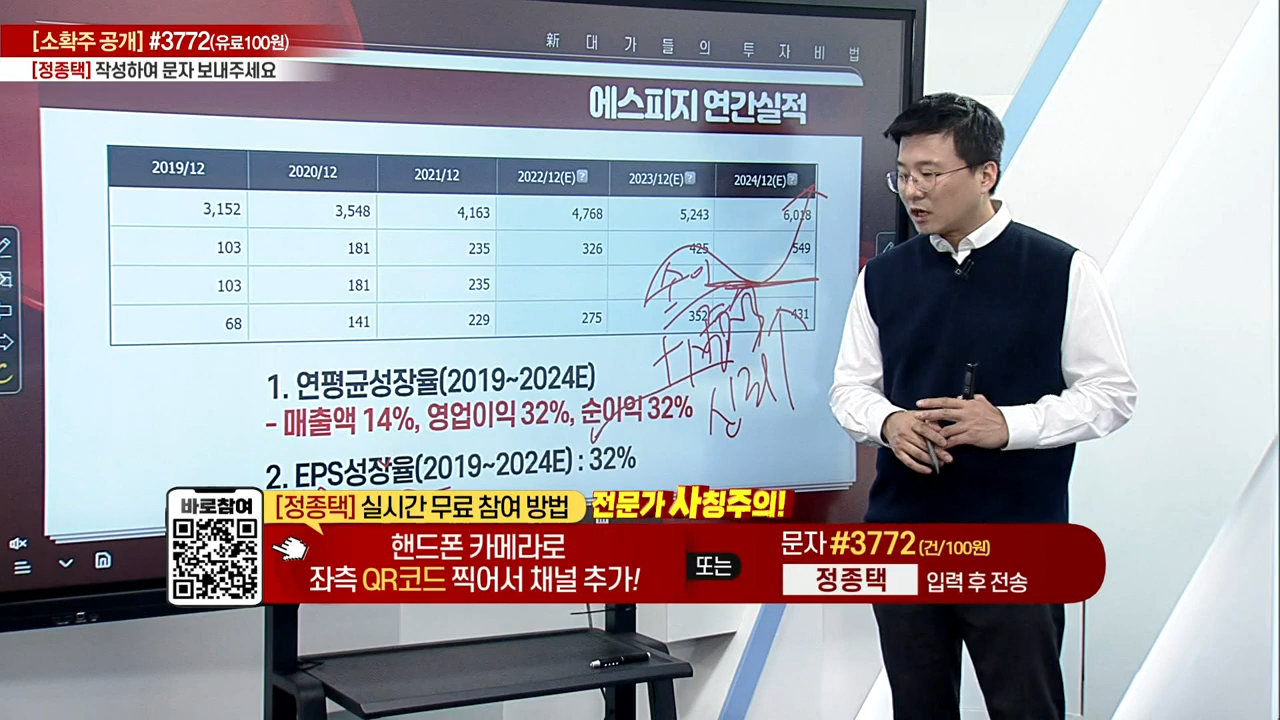 [소확주 공개] #3772(유료100원)
[정종택] 작성하여 문자 보내주세요
新 대 가 들 의 투 자 비 법
에스피지 연간실적
2019/12 2020/12 2021/12 2022/12(E) 2023/12(E) 2024/12(E)
3,152 3,548 4,163 4,768 5,243 6,018
103 181 235 326 425 549
103 181 235
68 141 229 275 352 431
1. 연평균성장율(2019~2024E)
- 매출액 14%, 영업이익 32%, 순이익 32%
2. EPS성장율(2019~2024E) : 32%
바로참여
[정종택] 실시간 무료 참여 방법
전문가 사칭주의!
핸드폰 카메라로
좌측 QR코드 찍어서 채널 추가!
또는
문자 #3772 (건/100원)
정종택 입력 후 전송